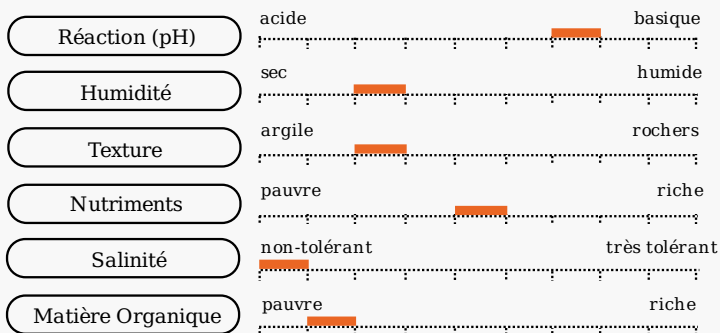 Réaction (pH) acide basique
Humidité sec humide
Texture argile rochers
Nutriments pauvre riche
Salinité non-tolérant très tolérant
Matière Organique pauvre riche